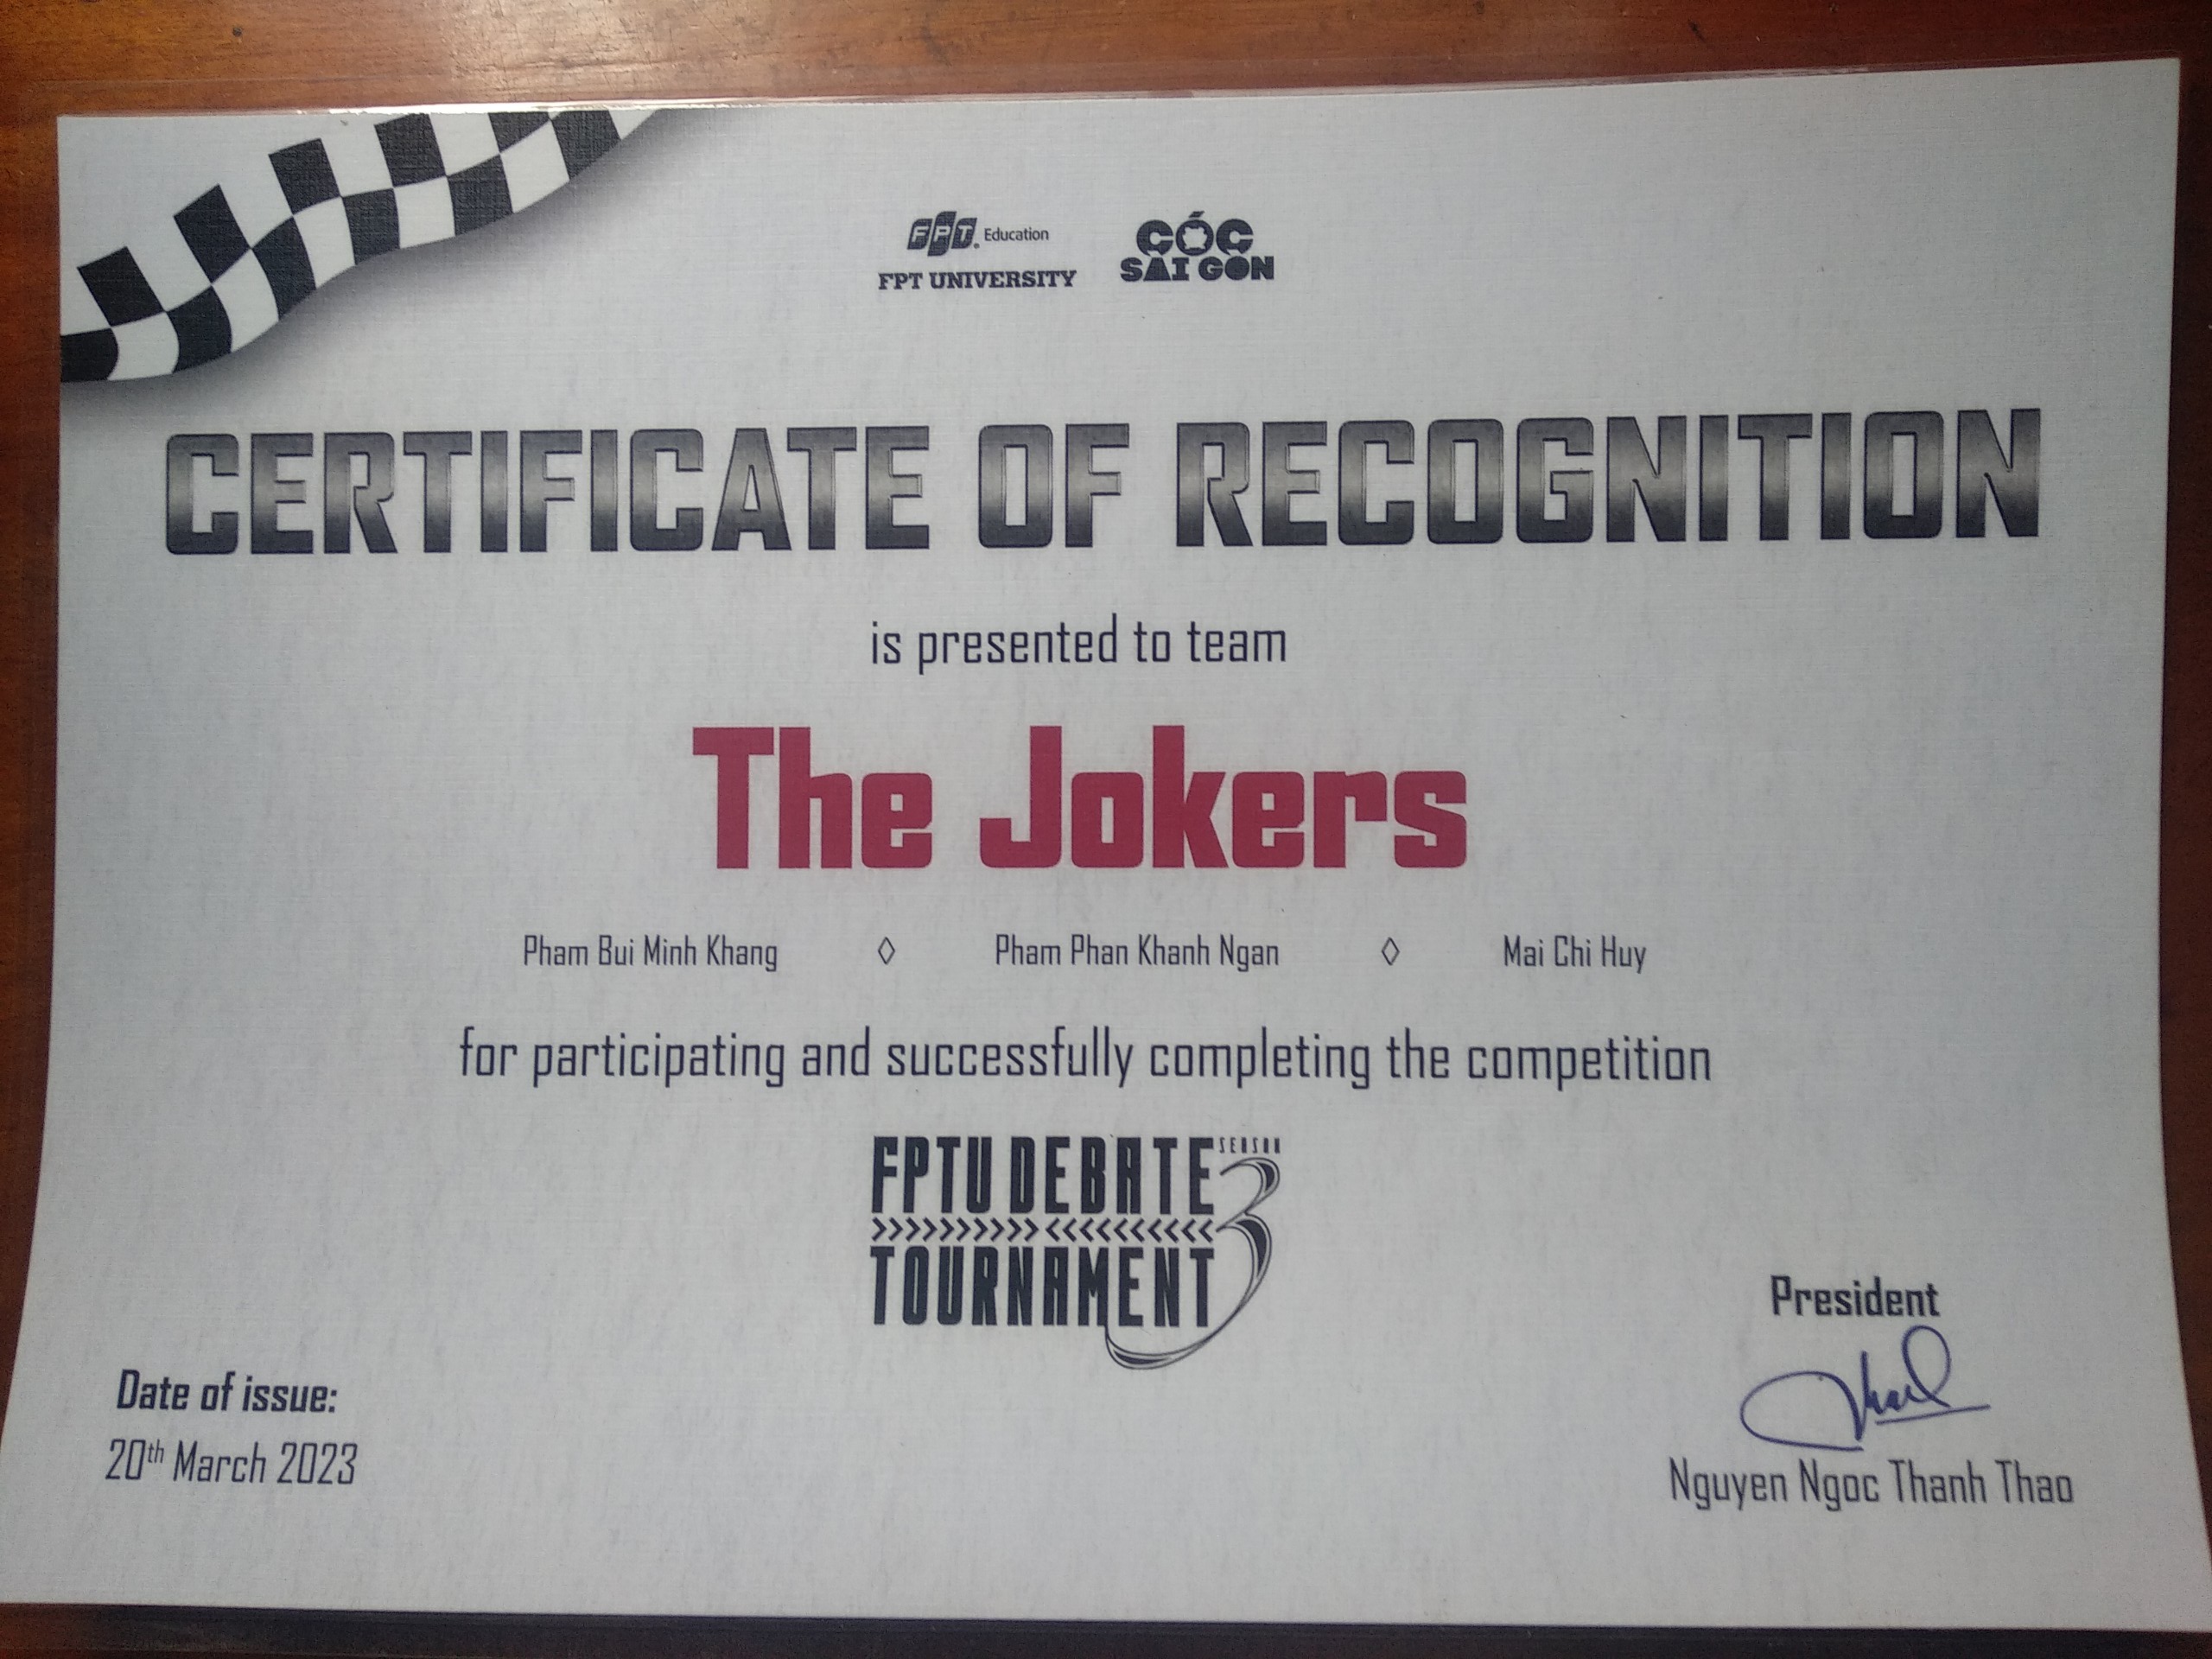 FPT. Education
FPT UNIVERSITY
CÓC
SÀI GÒN
CERTIFICATE OF RECOGNITION
is presented to team
The Jokers
Pham Bui Minh Khang ◊ Pham Phan Khanh Ngan ◊ Mai Chi Huy
for participating and successfully completing the competition
FPTU DEBATE SEASON
>>>>>>>>>><<<<<<<<<< 3
TOURNAMENT
President
Date of issue:
20th March 2023
Nguyen Ngoc Thanh Thao